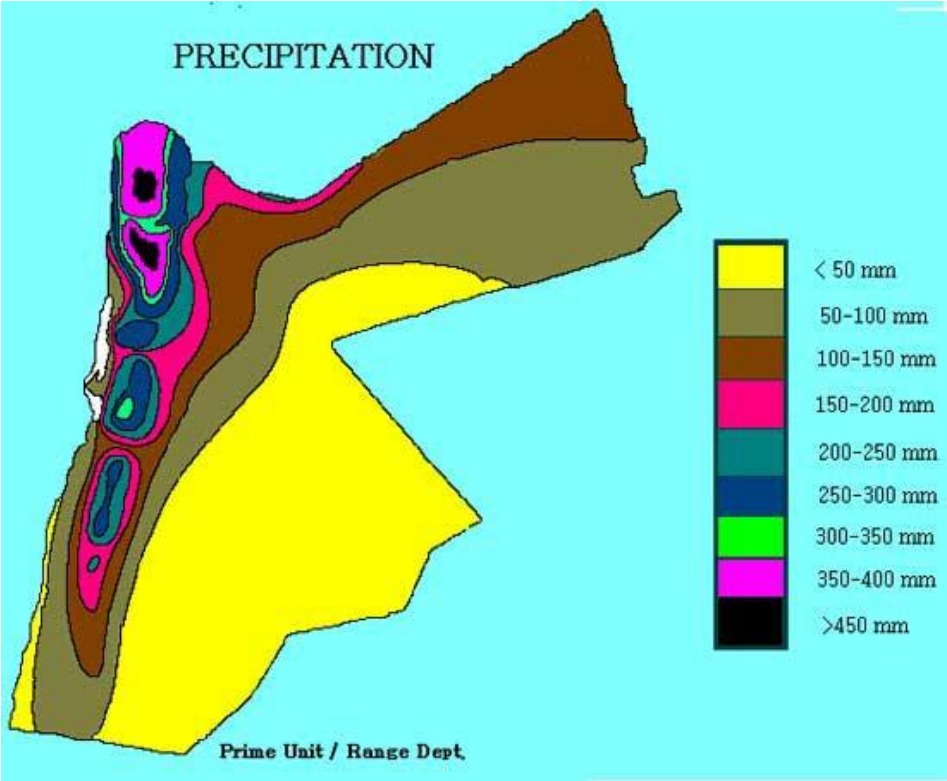 PRECIPITATION
< 50 mm
50-100 mm
100-150 mm
150-200 mm
200-250 mm
250-300 mm
300-350 mm
350-400 mm
>450 mm
Prime Unit / Range Dept.